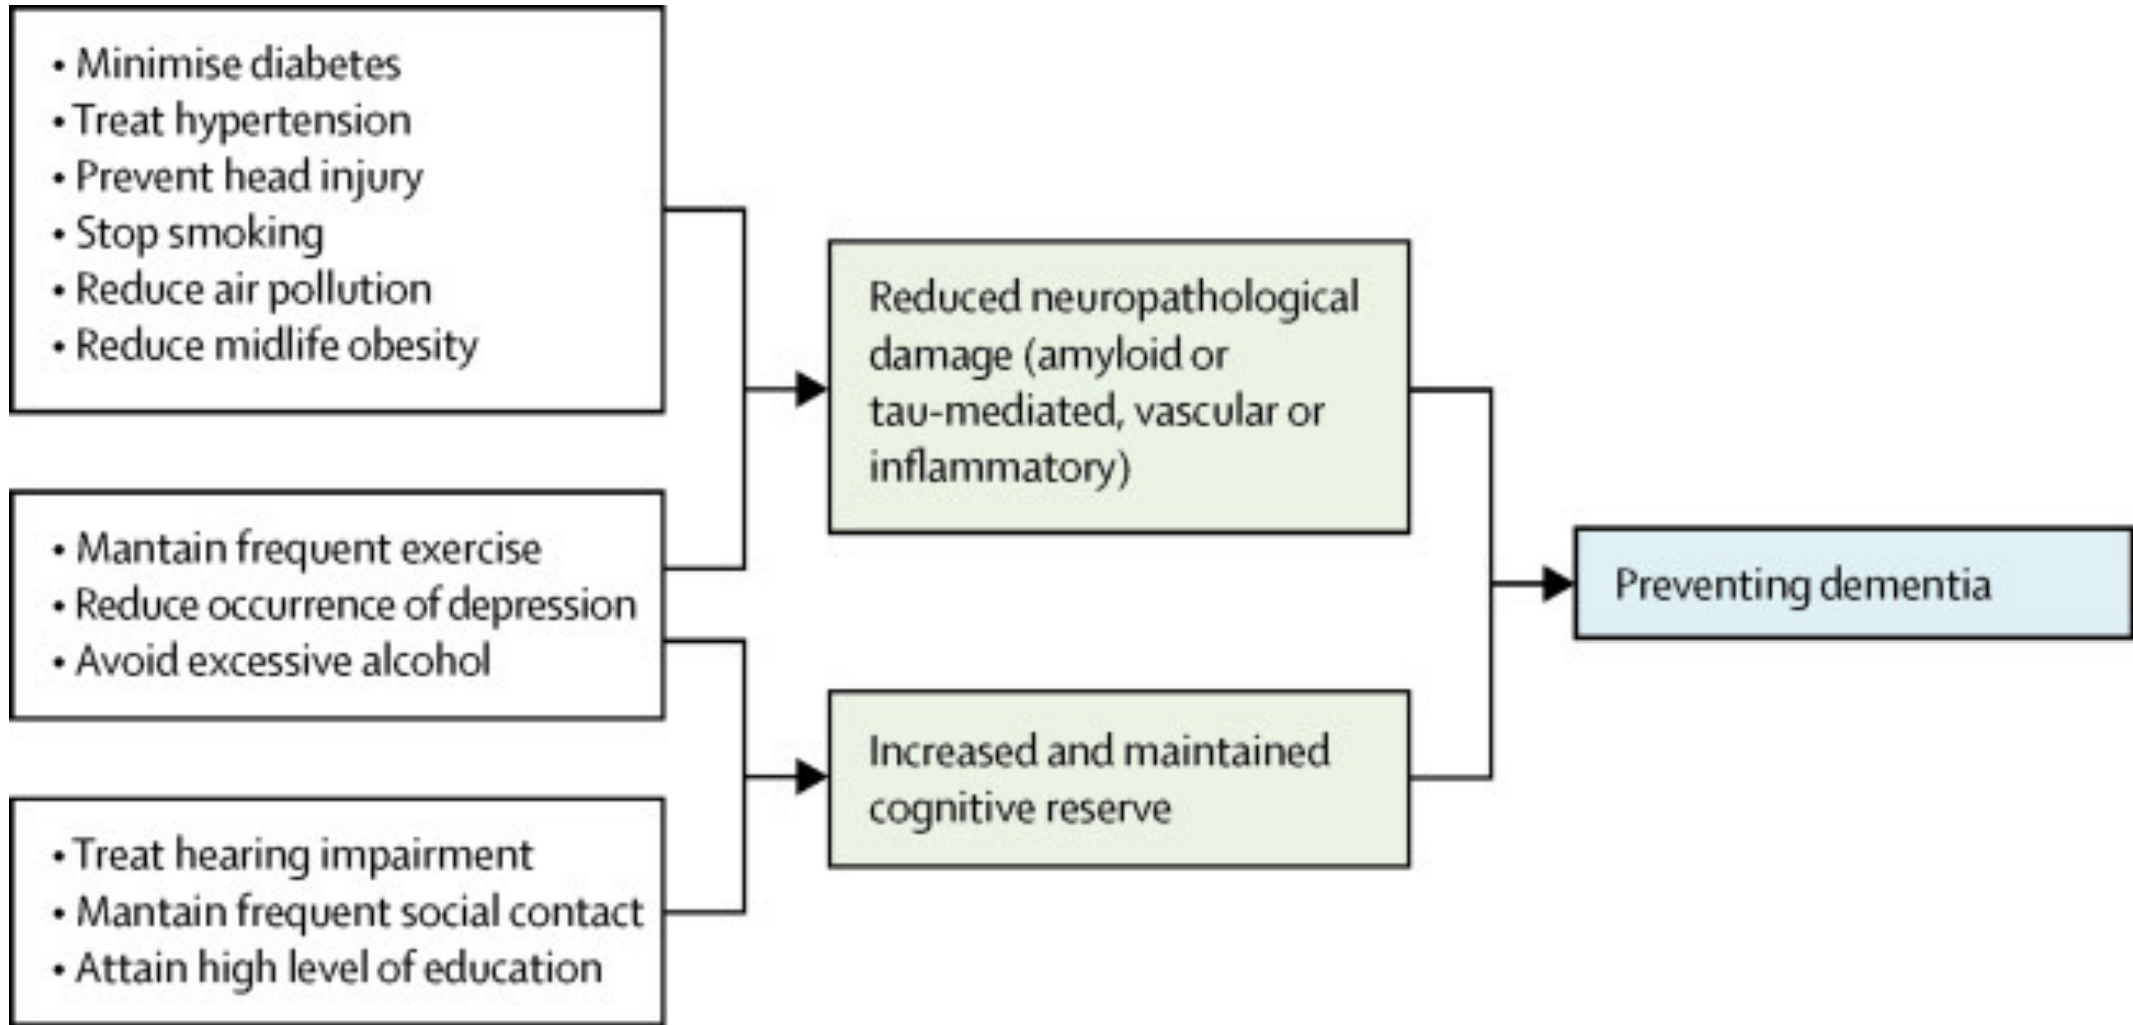 • Minimise diabetes
• Treat hypertension
• Prevent head injury
• Stop smoking
• Reduce air pollution
• Reduce midlife obesity
• Mantain frequent exercise
• Reduce occurrence of depression
• Avoid excessive alcohol
• Treat hearing impairment
• Mantain frequent social contact
• Attain high level of education
Reduced neuropathological
damage (amyloid or
tau-mediated, vascular or
inflammatory)
Increased and maintained
cognitive reserve
Preventing dementia